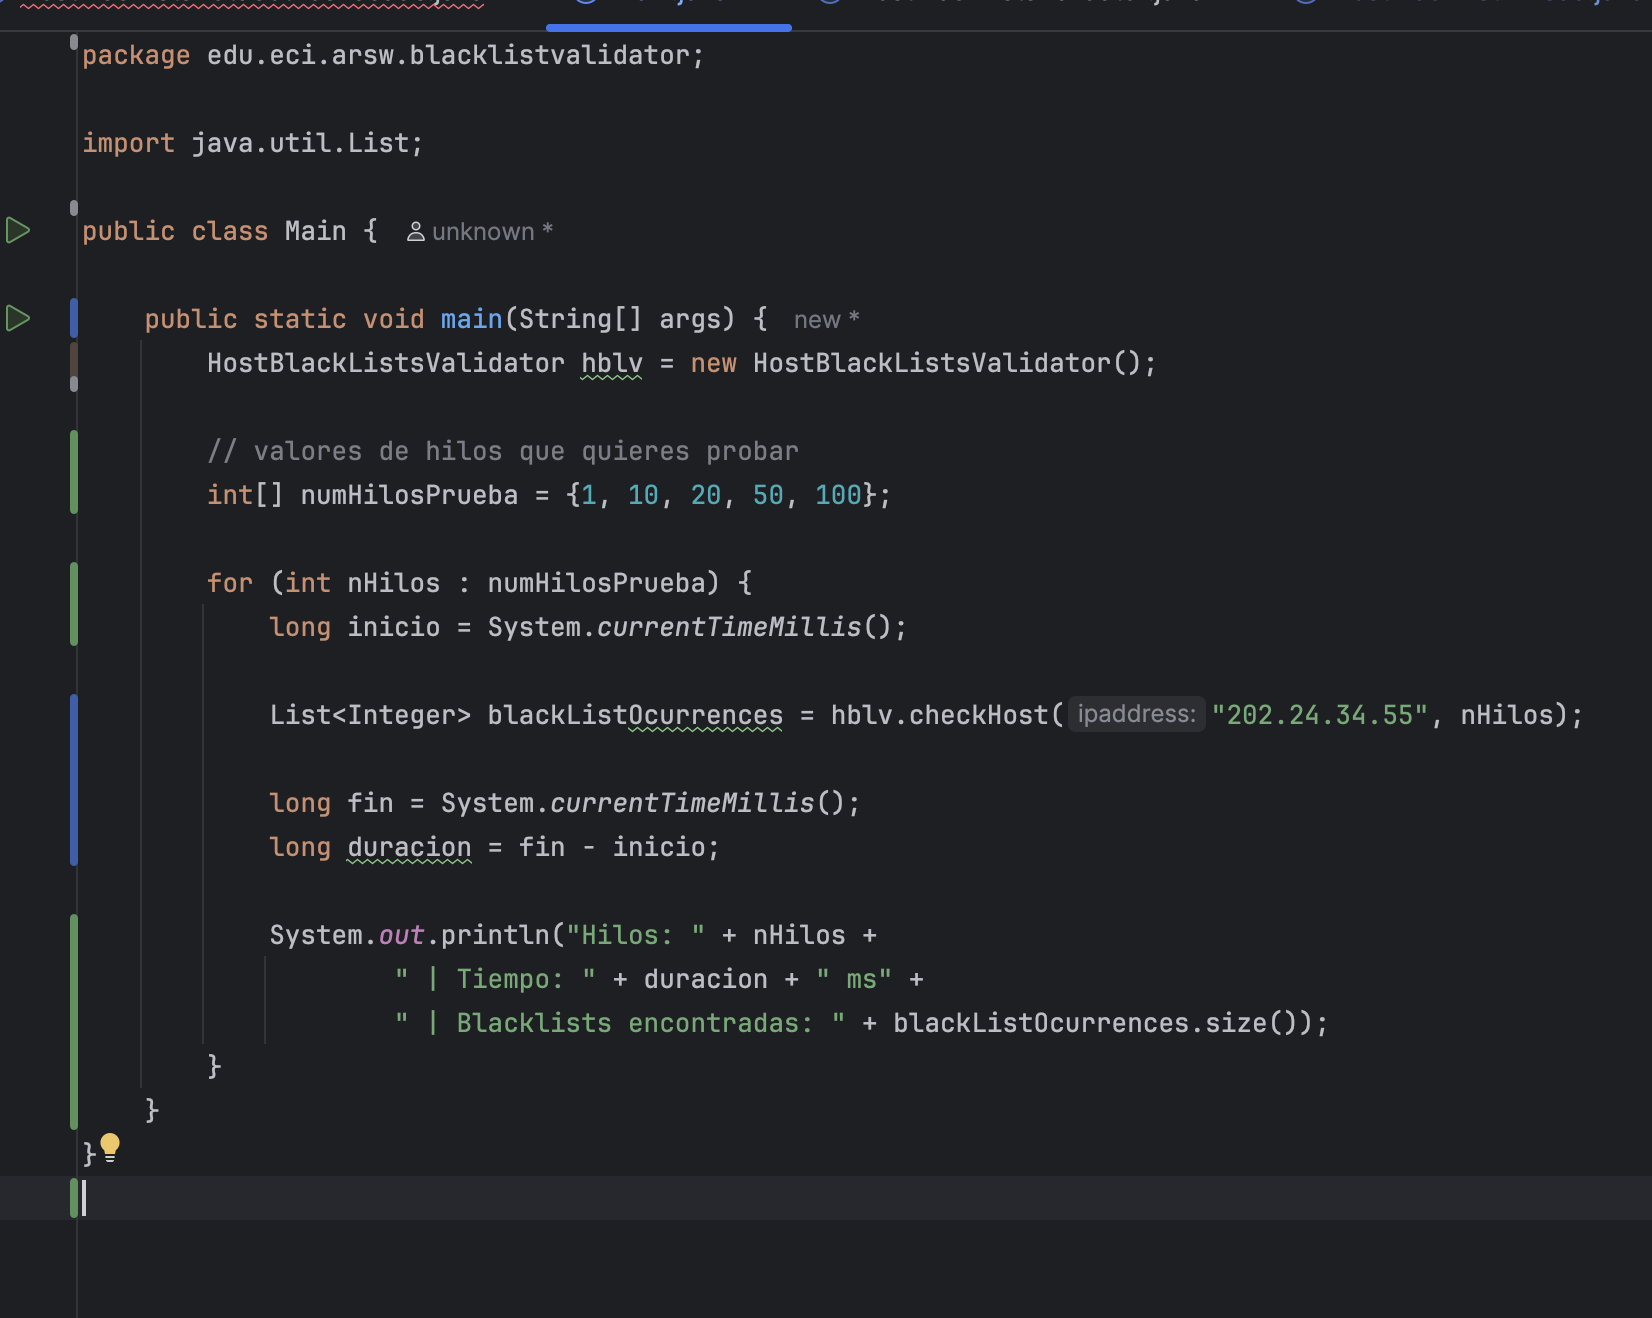 package edu.eci.arsw.blacklistvalidator;
import java.util.List;
public class Main { unknown *
public static void main(String[] args) { new *
HostBlackListsValidator hblv = new HostBlackListsValidator();
// valores de hilos que quieres probar
int[] numHilosPrueba = {1, 10, 20, 50, 100};
for (int nHilos : numHilosPrueba) {
long inicio = System.currentTimeMillis();
List<Integer> blackListOcurrences = hblv.checkHost( ipaddress: "202.24.34.55", nHilos);
long fin = System.currentTimeMillis();
long duracion = fin - inicio;
System.out.println("Hilos: " + nHilos +
" | Tiempo: " + duracion + " ms" +
" | Blacklists encontradas: " + blackListOcurrences.size());
}
}
}